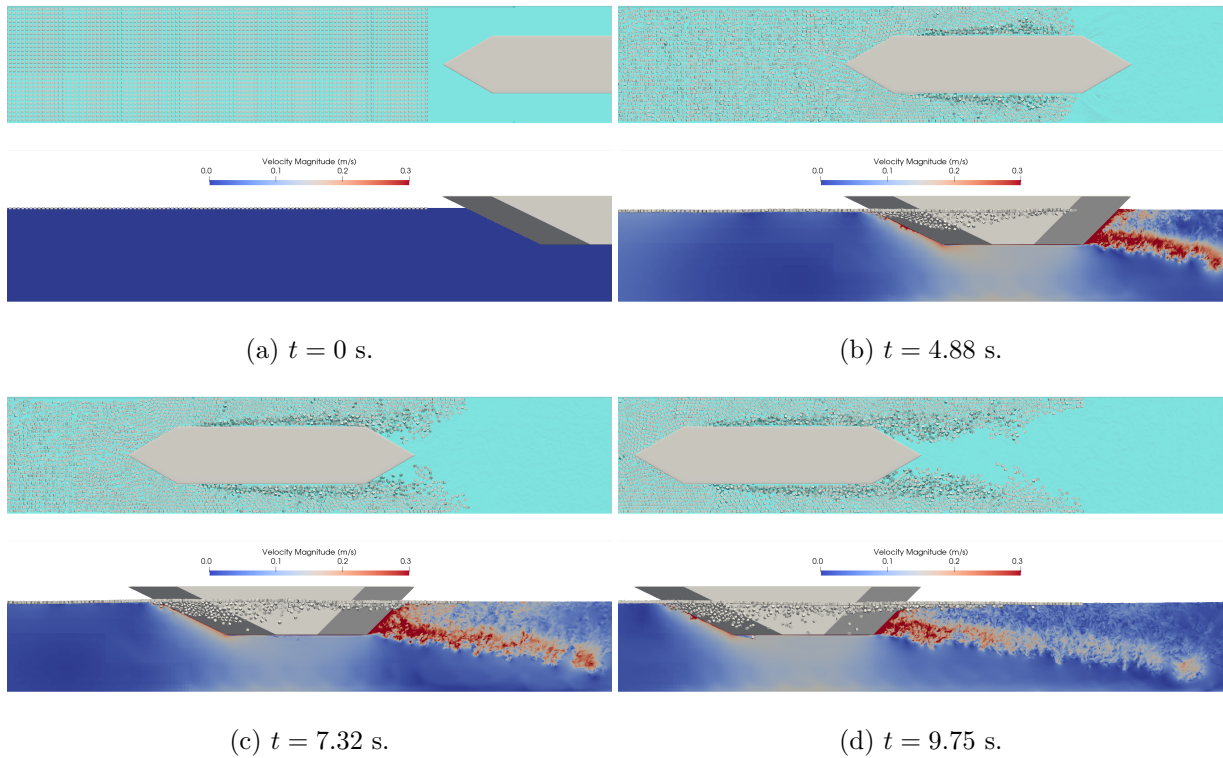 Velocity Magnitude (m/s)
0.0 0.1 0.2 0.3
Velocity Magnitude (m/s)
0.0 0.1 0.2 0.3
(a) t = 0 s.
(b) t = 4.88 s.
Velocity Magnitude (m/s)
0.0 0.1 0.2 0.3
Velocity Magnitude (m/s)
0.0 0.1 0.2 0.3
(c) t = 7.32 s.
(d) t = 9.75 s.